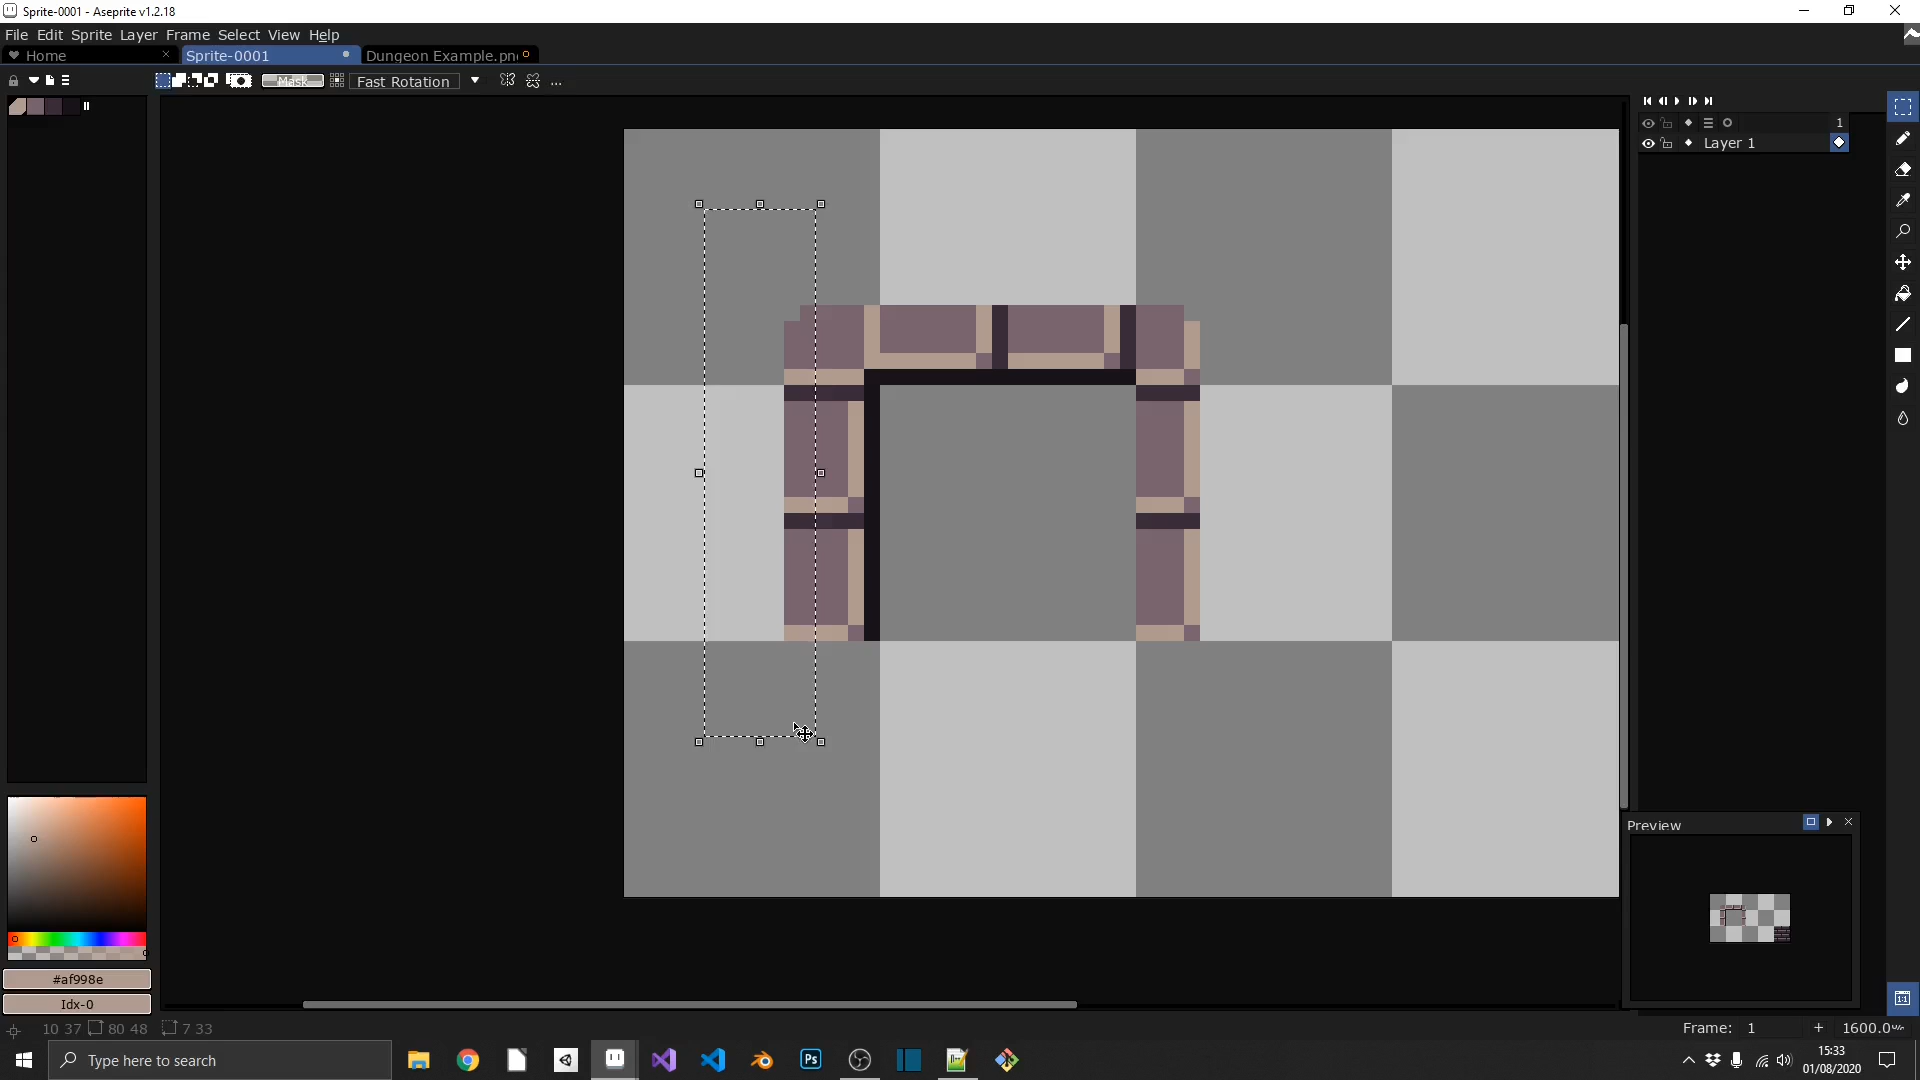 Sprite-0001 - Aseprite v1.2.18
File Edit Sprite Layer Frame Select View Help
Home
Sprite-0001
Dungeon Example.pn
Mask
Fast Rotation
...
1
Layer 1
Preview
#af998e
Idx-0
10 37 80 48 7 33
Frame: 1 + 1600.0
Type here to search
Ps
15:33
01/08/2020